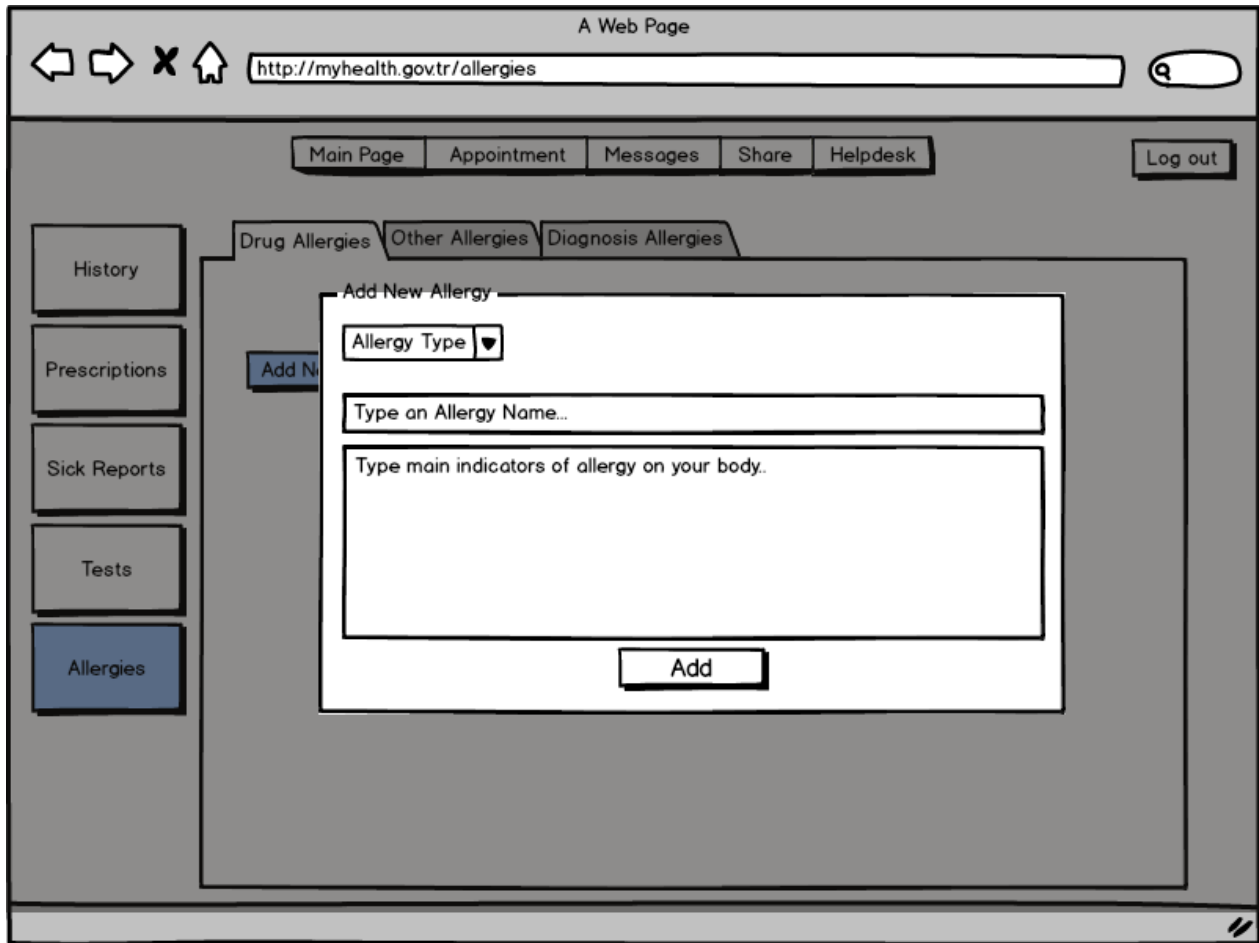 A Web Page
http://myhealth.gov.tr/allergies
Main Page Appointment Messages Share Helpdesk
Log out
Drug Allergies Other Allergies Diagnosis Allergies
History
Prescriptions
Sick Reports
Tests
Allergies
Add
Add New Allergy
Allergy Type
Type an Allergy Name...
Type main indicators of allergy on your body..
Add